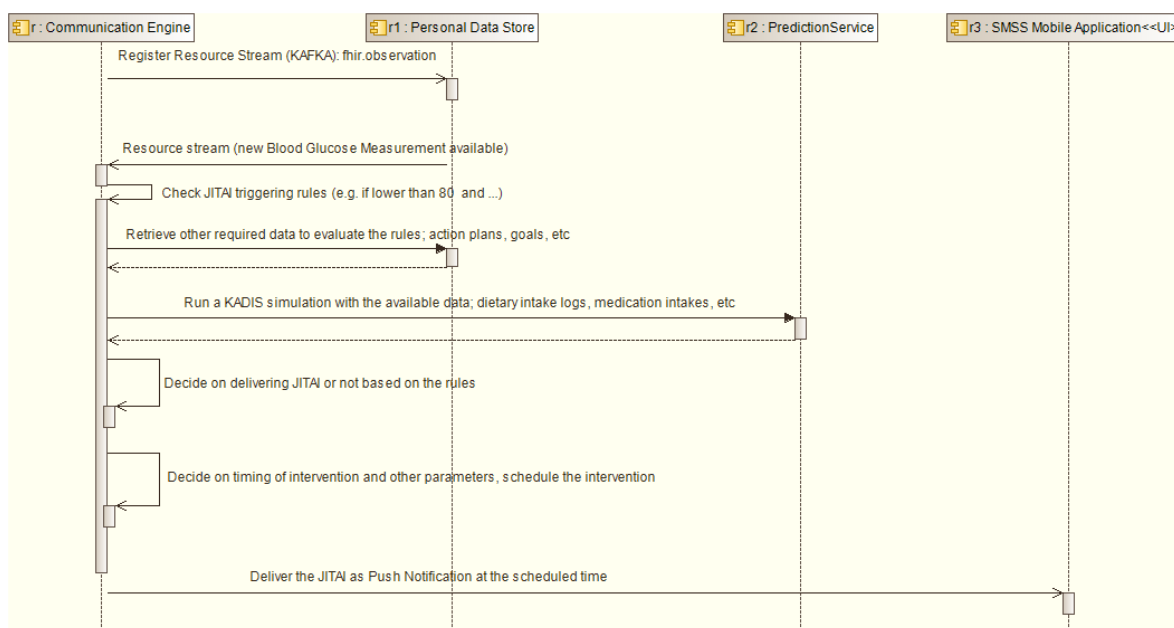 r : Communication Engine
r1 : Personal Data Store
r2 : PredictionService
r3 : SMSS Mobile Application<<UI>
Register Resource Stream (KAFKA): fhir.observation
Resource stream (new Blood Glucose Measurement available)
Check JITAI triggering rules (e.g. if lower than 80 and ...)
Retrieve other required data to evaluate the rules; action plans, goals, etc
Run a KADIS simulation with the available data; dietary intake logs, medication intakes, etc
Decide on delivering JITAI or not based on the rules
Decide on timing of intervention and other parameters, schedule the intervention
Deliver the JITAI as Push Notification at the scheduled time